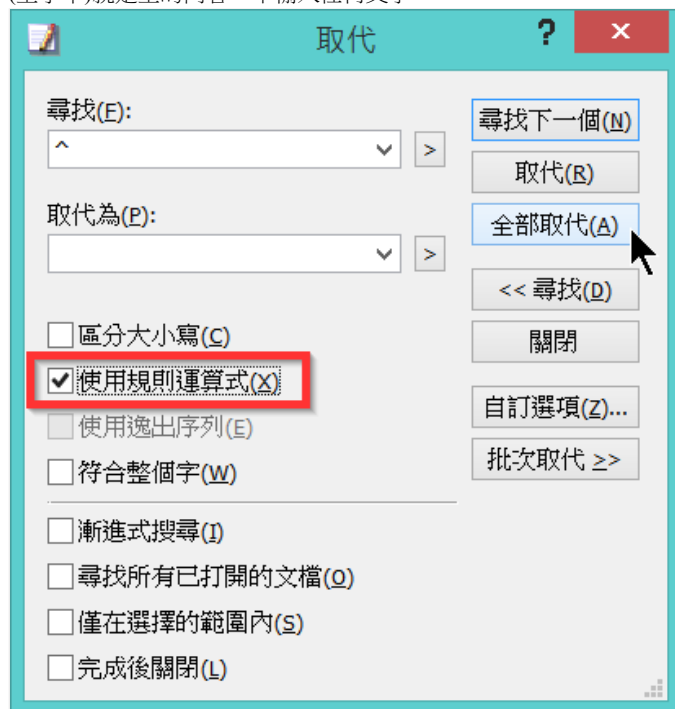 取代
?
尋找(F):
^
>
尋找下一個(N)
取代(R)
取代為(P):
>
全部取代(A)
<< 尋找(D)
區分大小寫(C)
關閉
使用規則運算式(X)
自訂選項(Z)...
使用逸出序列(E)
批次取代 >>
符合整個字(W)
漸進式搜尋(I)
尋找所有已打開的文檔(O)
僅在選擇的範圍內(S)
完成後關閉(L)